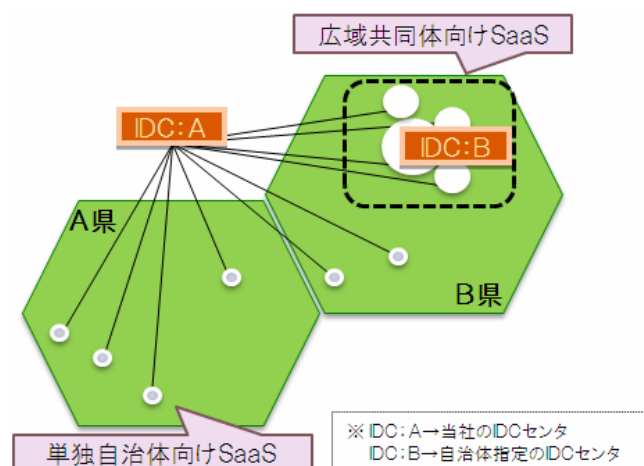 広域共同体向けSaaS
IDC:A
IDC:B
A県
B県
単独自治体向けSaaS
※IDC:A→当社のIDCセンタ
IDC:B→自治体指定のIDCセンタ